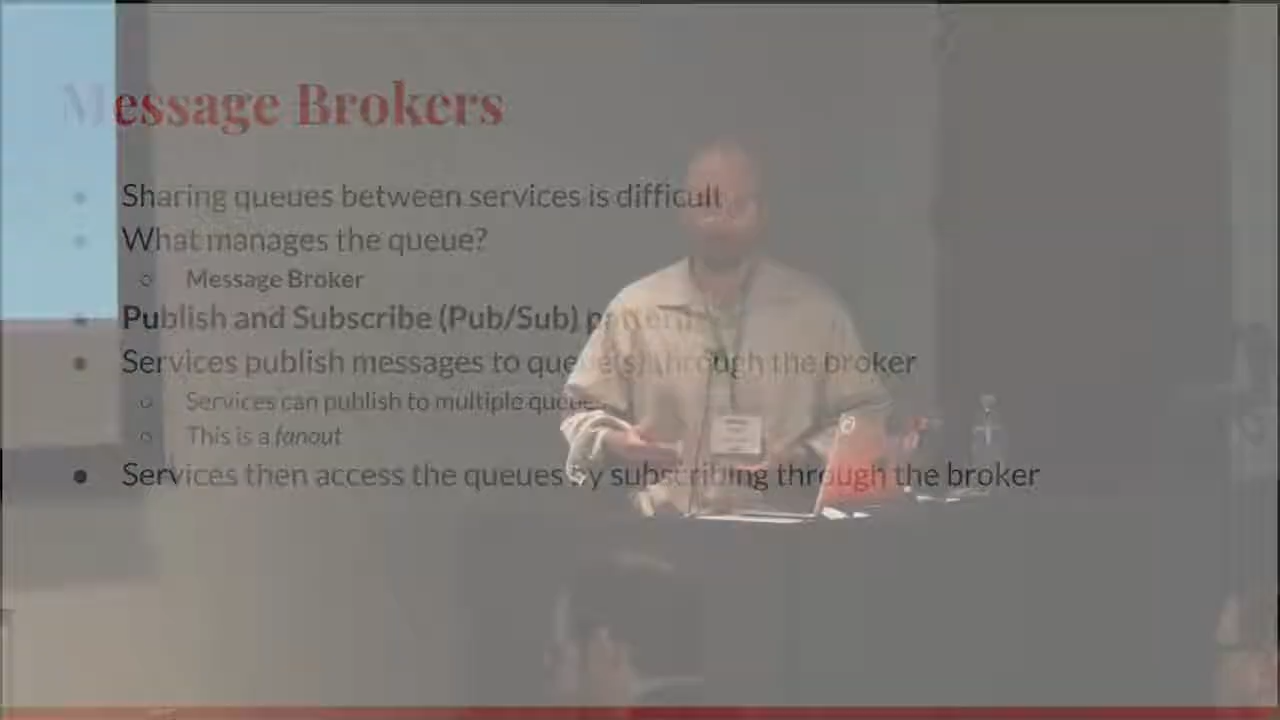 Message Brokers
Sharing queues between services is difficult
What manages the queue?
Message Broker
Publish and Subscribe (Pub/Sub) pattern
Services publish messages to queue(s) through the broker
Services can publish to multiple queues
This is a fanout
Services then access the queues by subscribing through the broker